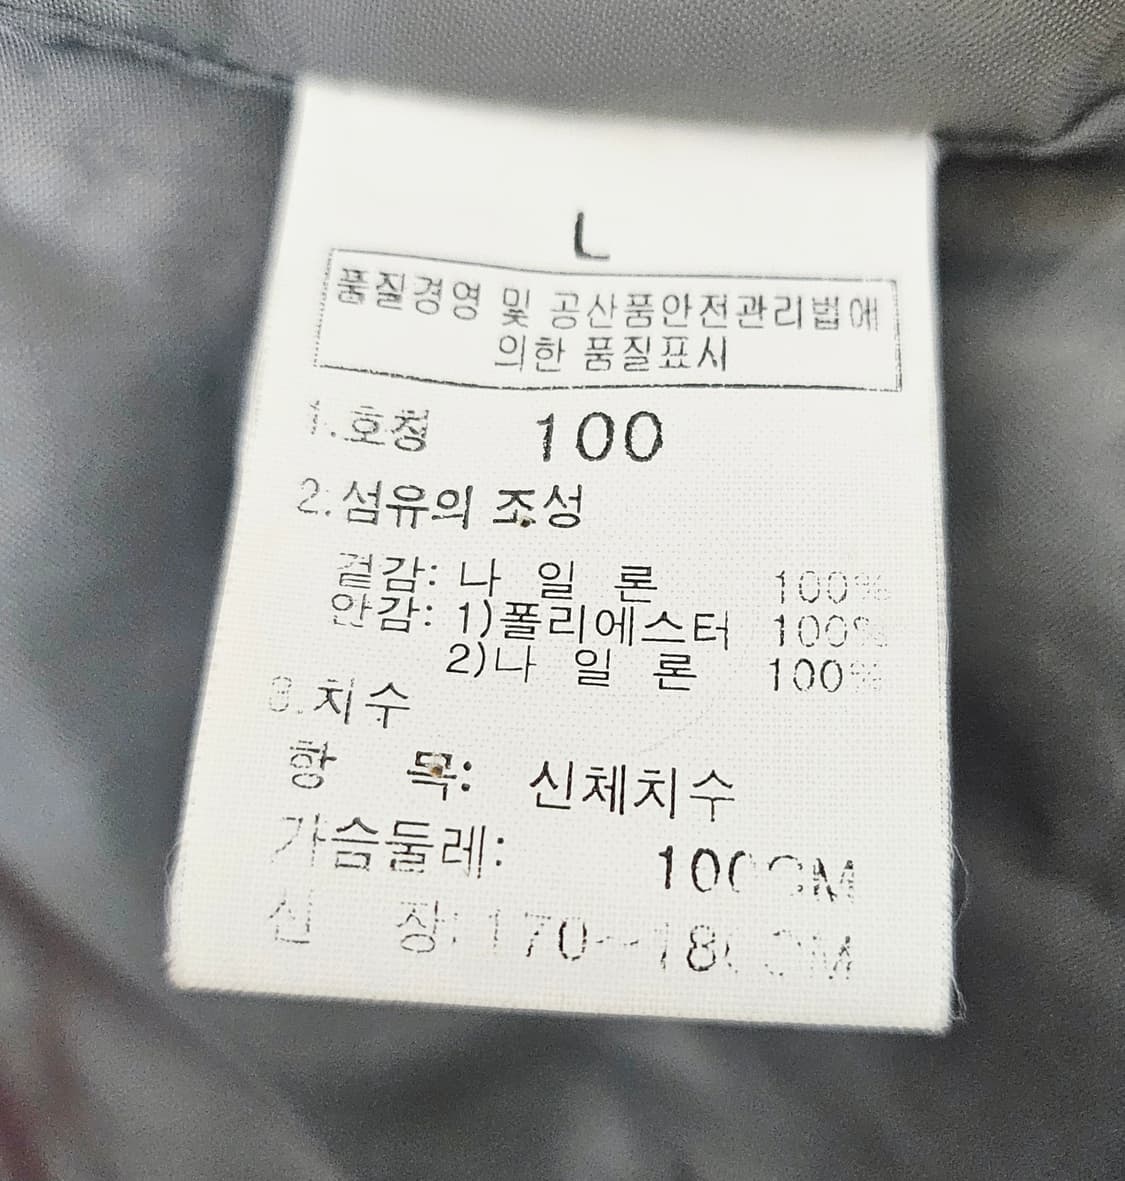 L
품질경영 및 공산품안전관리법에
의한 품질표시
1.호칭 100
2.섬유의 조성
겉감: 나 일 론 100%
안감: 1)폴리에스터 100%
2)나 일 론 100%
3.치수
항 목: 신체치수
가슴둘레: 100CM
신 장: 170~180CM